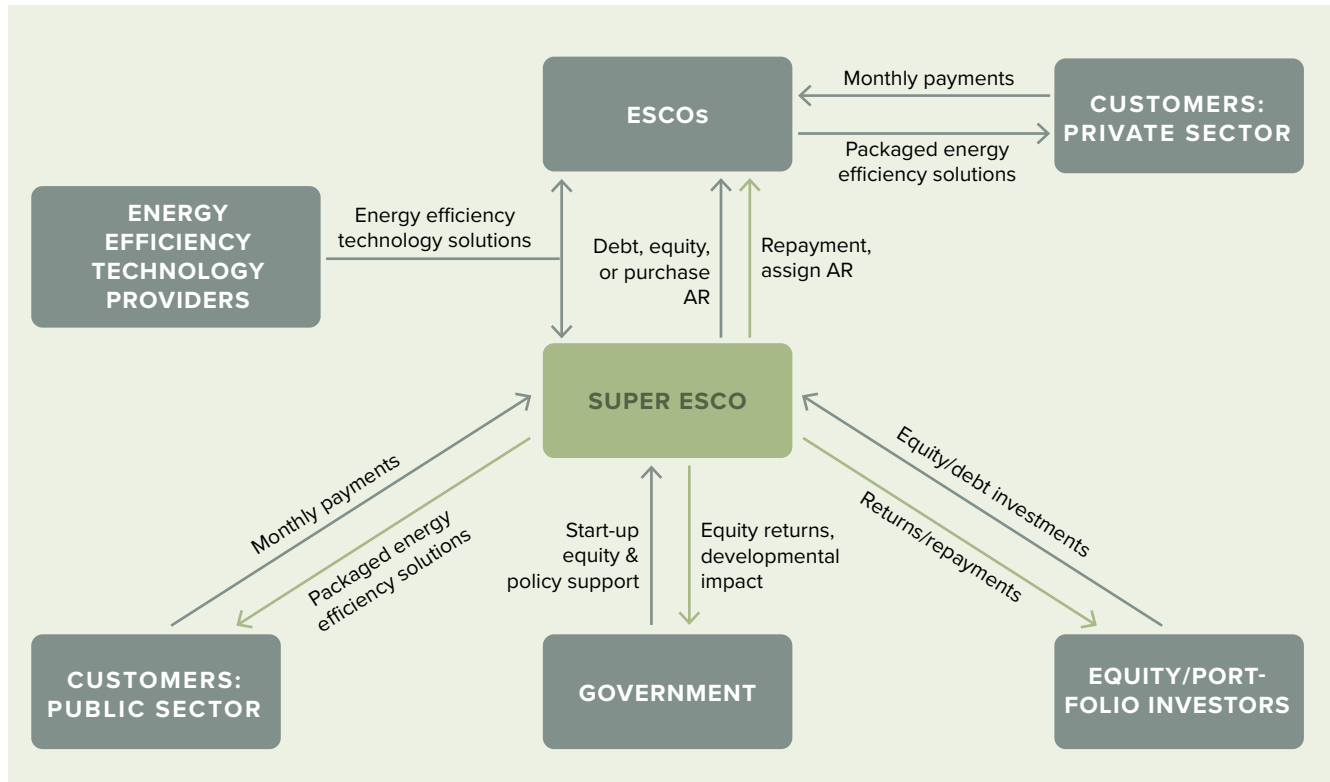 ESCOs
Monthly payments
CUSTOMERS:
PRIVATE SECTOR
Packaged energy
efficiency solutions
ENERGY
EFFICIENCY
TECHNOLOGY
PROVIDERS
Energy efficiency
technology solutions
Debt, equity,
or purchase
AR
Repayment,
assign AR
SUPER ESCO
Monthly payments
Packaged energy
efficiency solutions
Start-up
equity &
policy support
Equity returns,
developmental
impact
Equity/debt investments
Returns/repayments
CUSTOMERS:
PUBLIC SECTOR
GOVERNMENT
EQUITY/PORT-
FOLIO INVESTORS